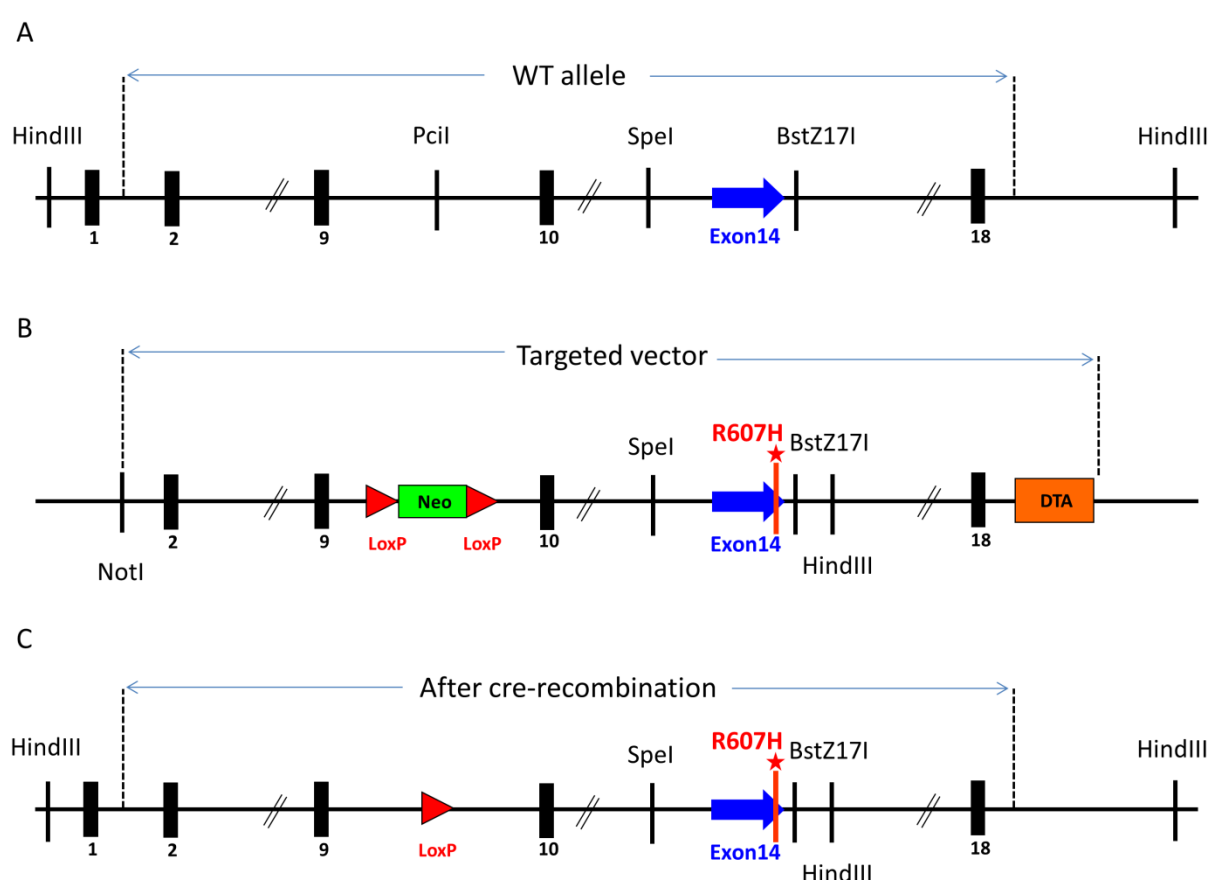 A
WT allele
HindIII PciI SpeI BstZ17I HindIII
1 2 9 10 Exon14 18
B
Targeted vector
SpeI R607H BstZ17I
Neo DTA
2 9 LoxP LoxP 10 Exon14 18
NotI HindIII
C
After cre-recombination
HindIII SpeI R607H BstZ17I HindIII
1 2 9 LoxP 10 Exon14 18
HindIII